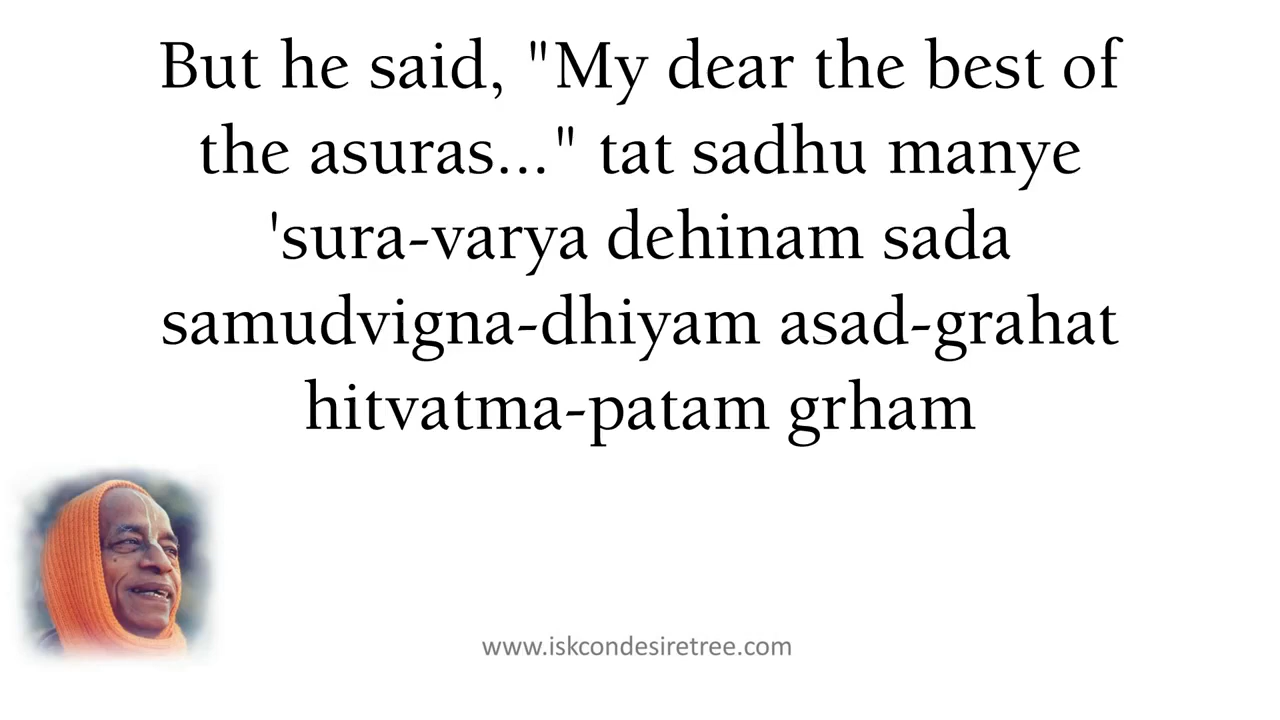 But he said, "My dear the best of
the asuras..." tat sadhu manye
'sura-varya dehinam sada
samudvigna-dhiyam asad-grahat
hitvatma-patam grham
www.iskcondesiretree.com